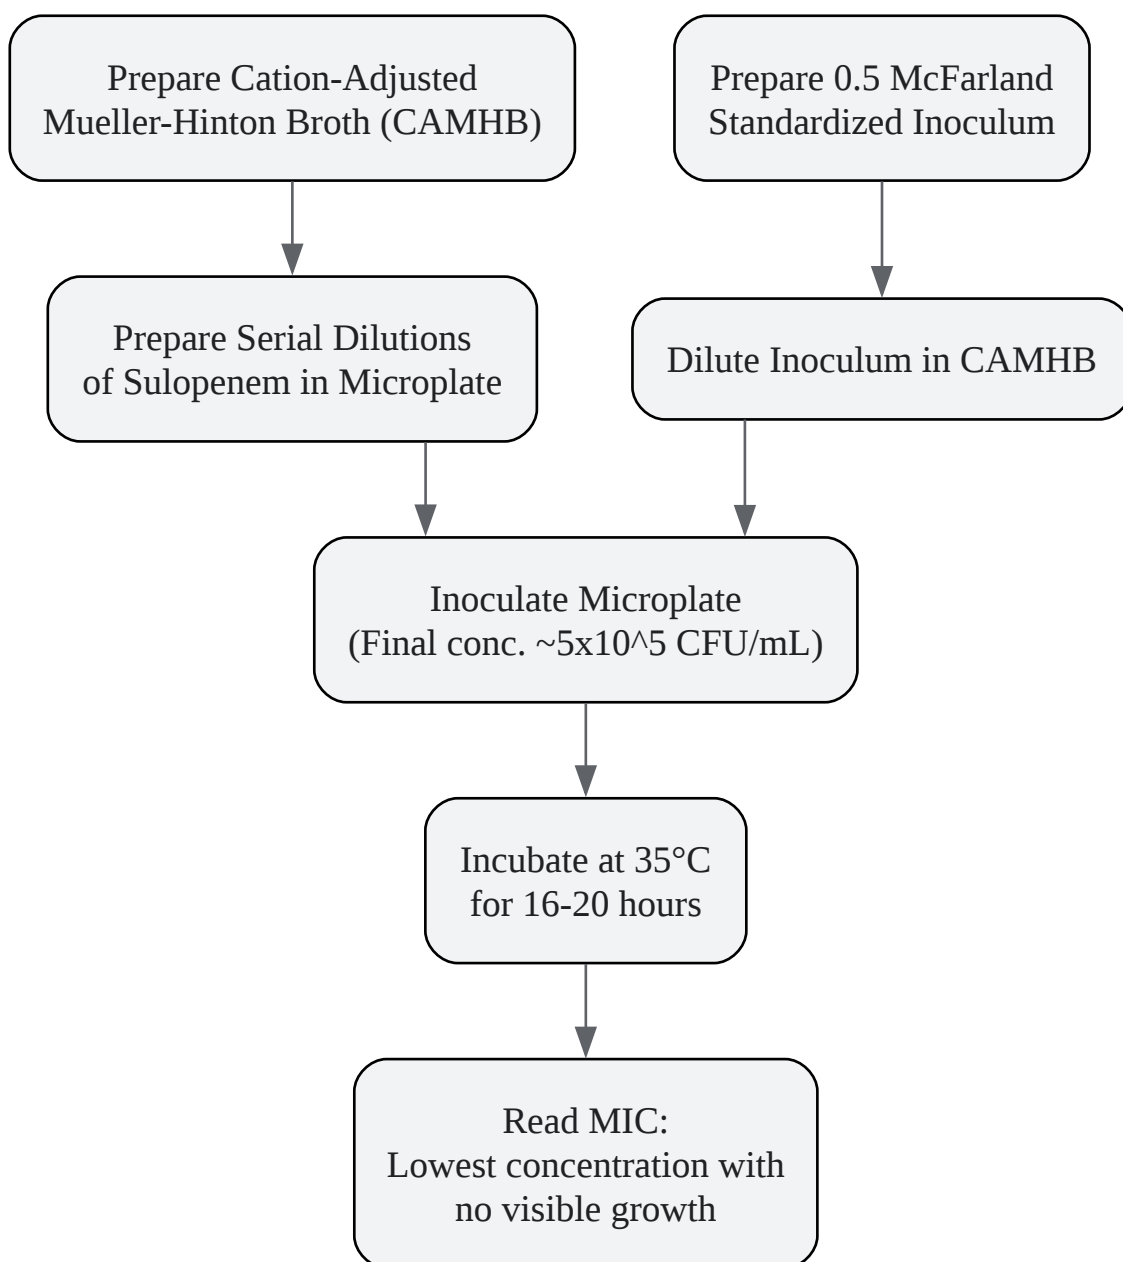 Prepare Cation-Adjusted
Mueller-Hinton Broth (CAMHB)
Prepare 0.5 McFarland
Standardized Inoculum
Prepare Serial Dilutions
of Sulopenem in Microplate
Dilute Inoculum in CAMHB
Inoculate Microplate
(Final conc. ~5x10^5 CFU/mL)
Incubate at 35°C
for 16-20 hours
Read MIC:
Lowest concentration with
no visible growth